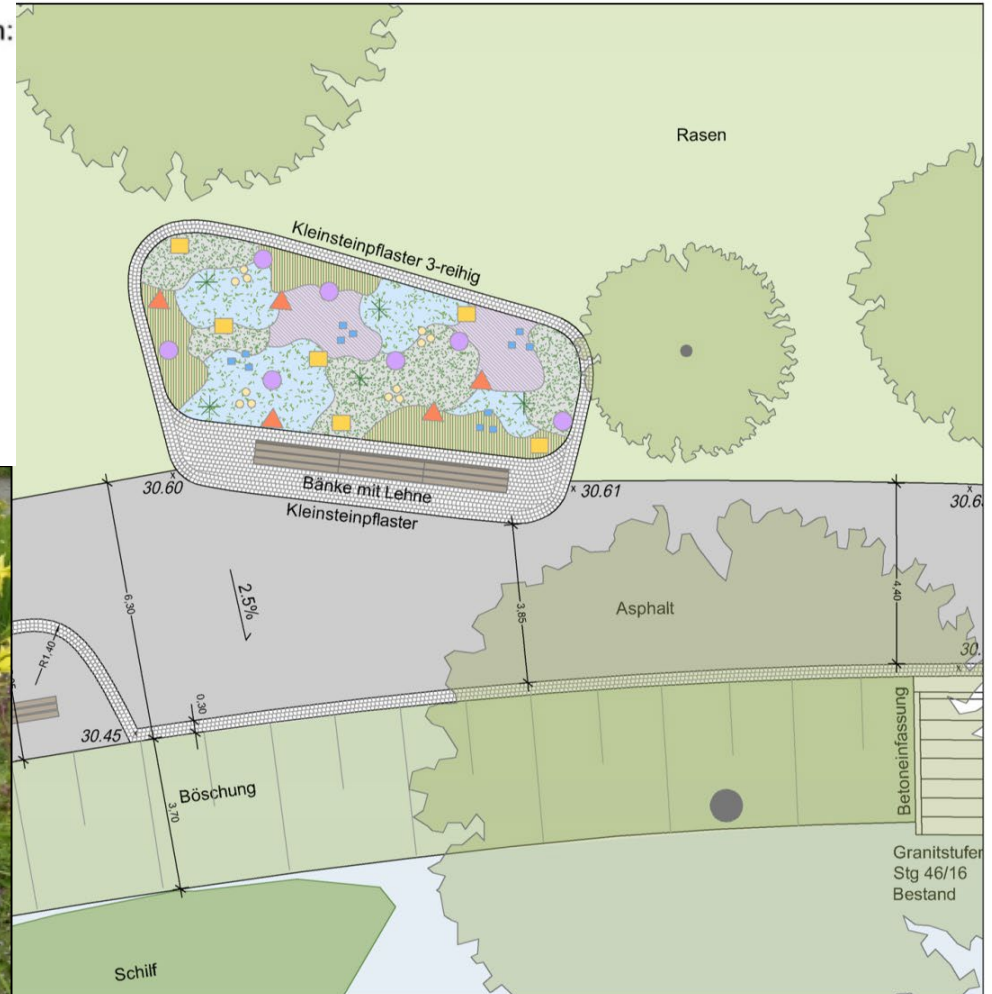 n:
Rasen
Kleinsteinpflaster 3-reihig
30.60
Bänke mit Lehne
30.61
Kleinsteinpflaster
6,30
2.5%
3,85
Asphalt
4,40
R1,40
0,30
30.45
Böschung
3,70
Betoneinfassung
Granitstufen
Stg 46/16
Bestand
Schilf